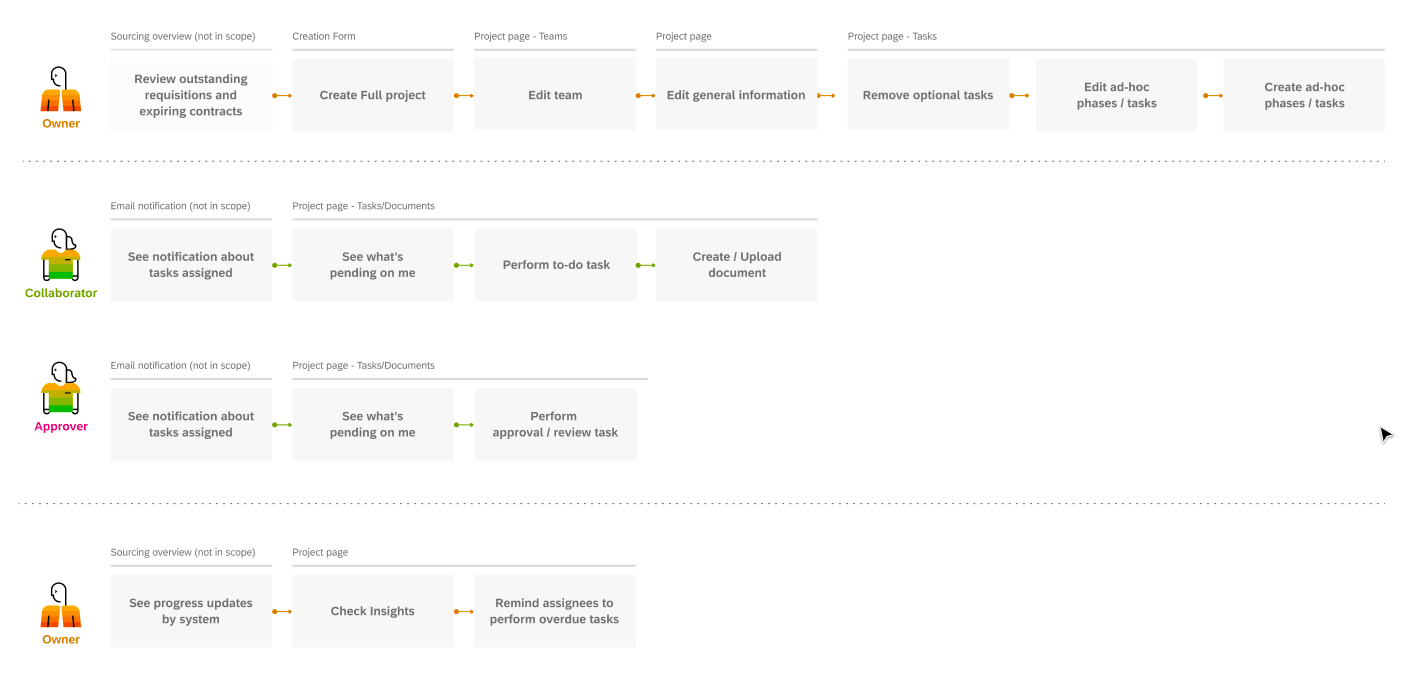 Sourcing overview (not in scope)
Creation Form
Project page - Teams
Project page
Project page - Tasks
Review outstanding
requisitions and
expiring contracts
Create Full project
Edit team
Edit general information
Remove optional tasks
Edit ad-hoc
phases / tasks
Create ad-hoc
phases / tasks
Owner
Email notification (not in scope)
Project page - Tasks/Documents
See notification about
tasks assigned
See what's
pending on me
Perform to-do task
Create / Upload
document
Collaborator
Email notification (not in scope)
Project page - Tasks/Documents
See notification about
tasks assigned
See what's
pending on me
Perform
approval / review task
Approver
Sourcing overview (not in scope)
Project page
See progress updates
by system
Check Insights
Remind assignees to
perform overdue tasks
Owner